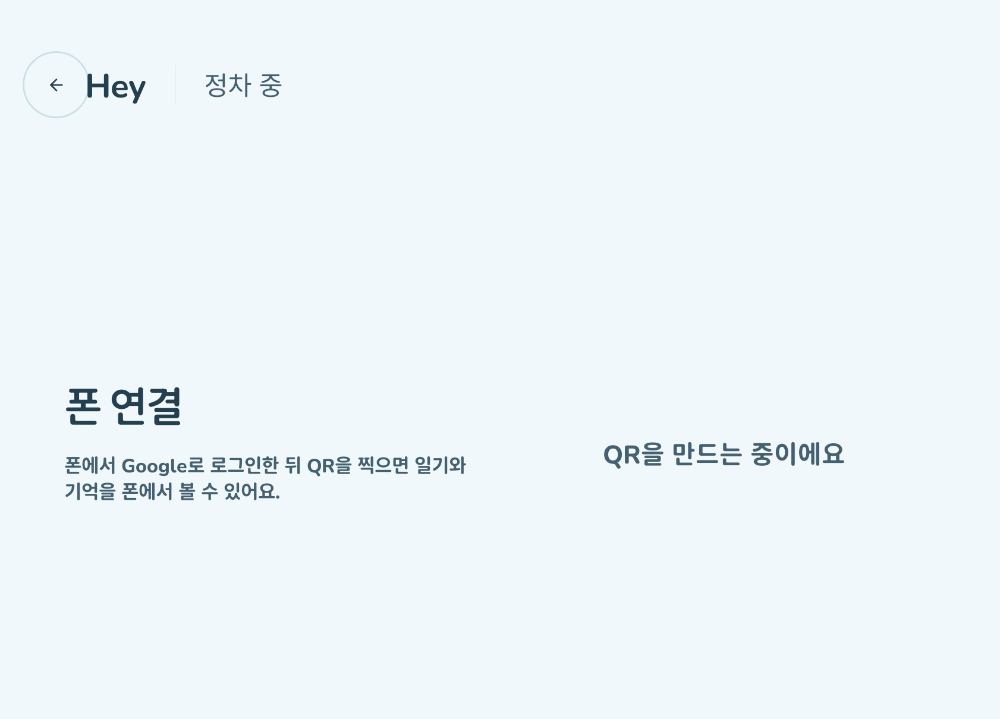 Hey
정차 중
폰 연결
폰에서 Google로 로그인한 뒤 QR을 찍으면 일기와
기억을 폰에서 볼 수 있어요.
QR을 만드는 중이에요